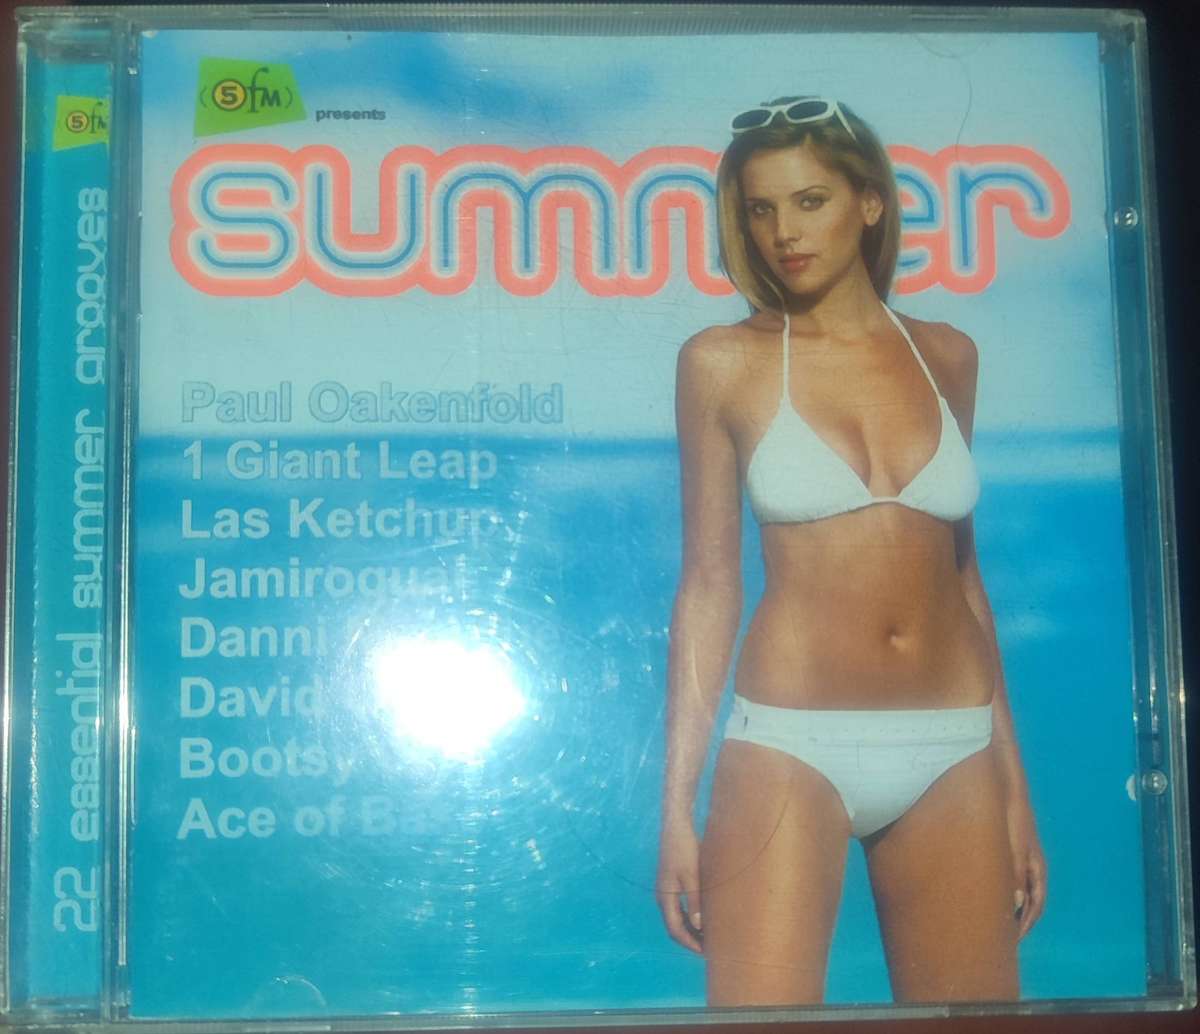 5fm
22 essential summer grooves
5fm presents
summer
Paul Oakenfold
1 Giant Leap
Las Ketchup
Jamiroquai
Danni
David
Bootsy
Ace of